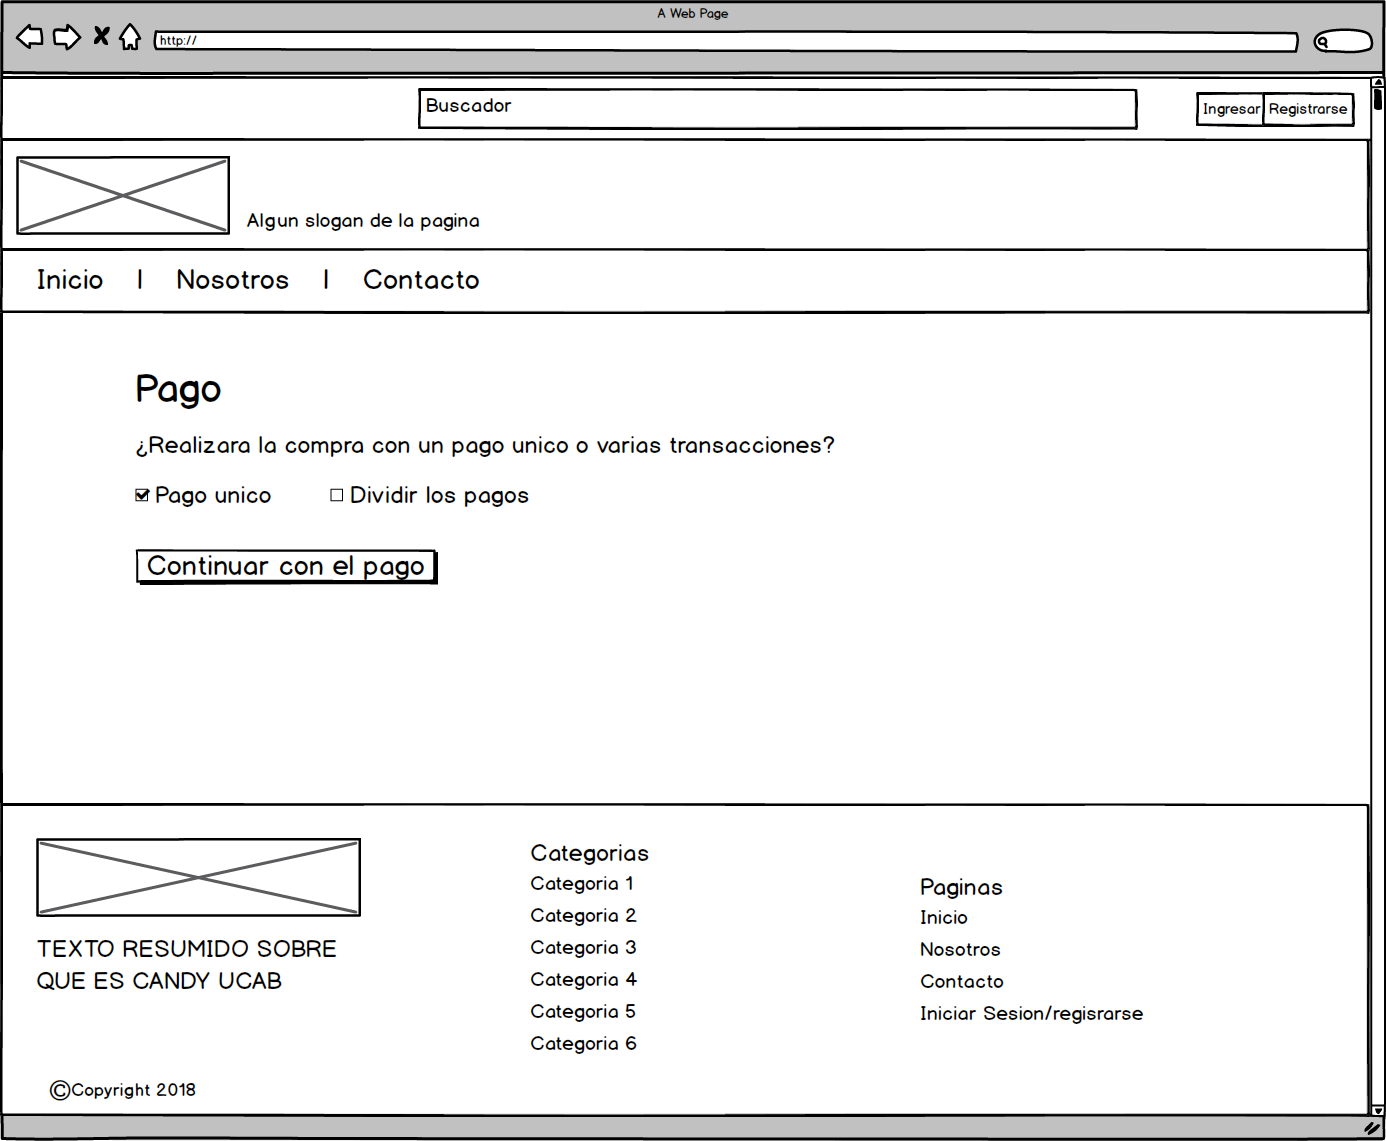 A Web Page
http://
Buscador
Ingresar Registrarse
Algun slogan de la pagina
Inicio | Nosotros | Contacto
Pago
¿Realizara la compra con un pago unico o varias transacciones?
Pago unico Dividir los pagos
Continuar con el pago
TEXTO RESUMIDO SOBRE
QUE ES CANDY UCAB
Categorias
Categoria 1
Categoria 2
Categoria 3
Categoria 4
Categoria 5
Categoria 6
Paginas
Inicio
Nosotros
Contacto
Iniciar Sesion/regisrarse
©Copyright 2018